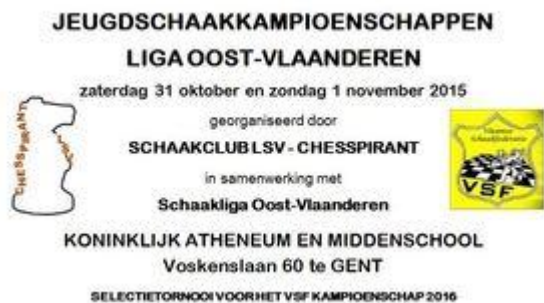 JEUGDSCHAAKKAMPIOENSCHAPPEN
LIGA OOST-VLAANDEREN
zaterdag 31 oktober en zondag 1 november 2015
georganiseerd door
SCHAAKCLUB LSV - CHESSPIRANT
in samenwerking met
Schaakliga Oost-Vlaanderen
KONINKLIJK ATHENEUM EN MIDDENSCHOOL
Voskenslaan 60 te GENT
SELECTIETORNOOI VOOR HET VSF KAMPIOENSCHAP 2016
CHESSPIRANT
VSF